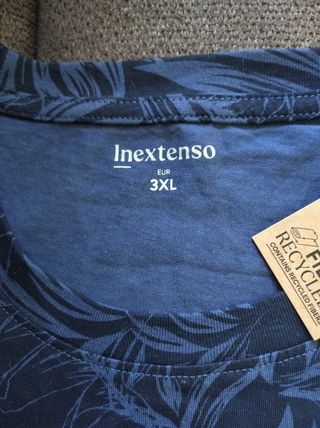 Inextenso
EUR
3XL
RECYCLE
CONTAINS RECYCLED FIBER